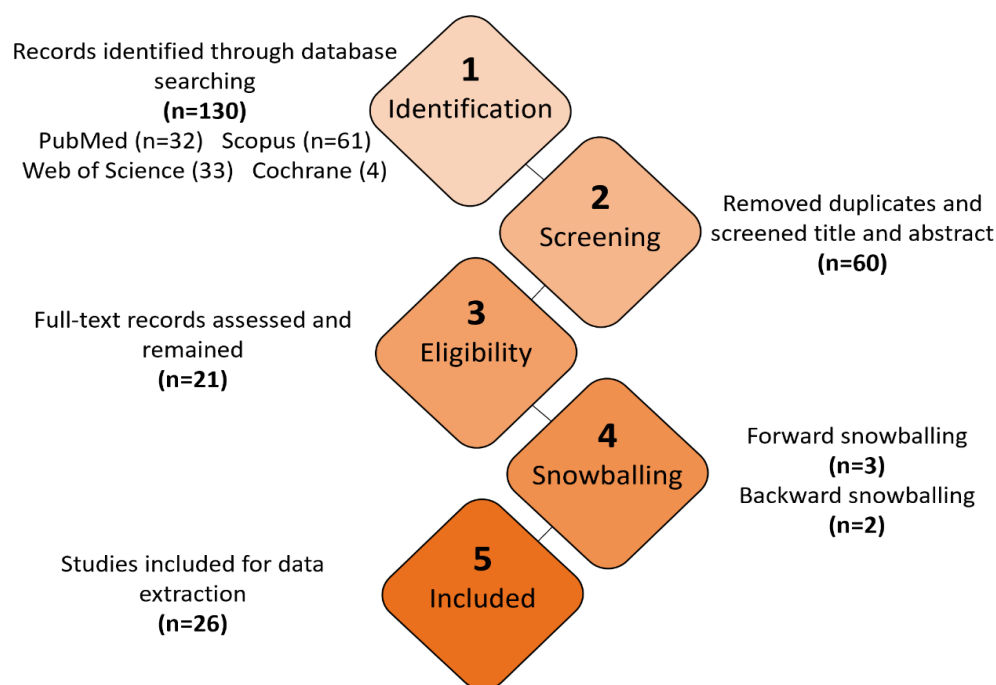 Records identified through database
searching
(n=130)
PubMed (n=32) Scopus (n=61)
Web of Science (33) Cochrane (4)
1
Identification
2
Screening
Removed duplicates and
screened title and abstract
(n=60)
Full-text records assessed and
remained
(n=21)
3
Eligibility
4
Snowballing
Forward snowballing
(n=3)
Backward snowballing
(n=2)
Studies included for data
extraction
(n=26)
5
Included